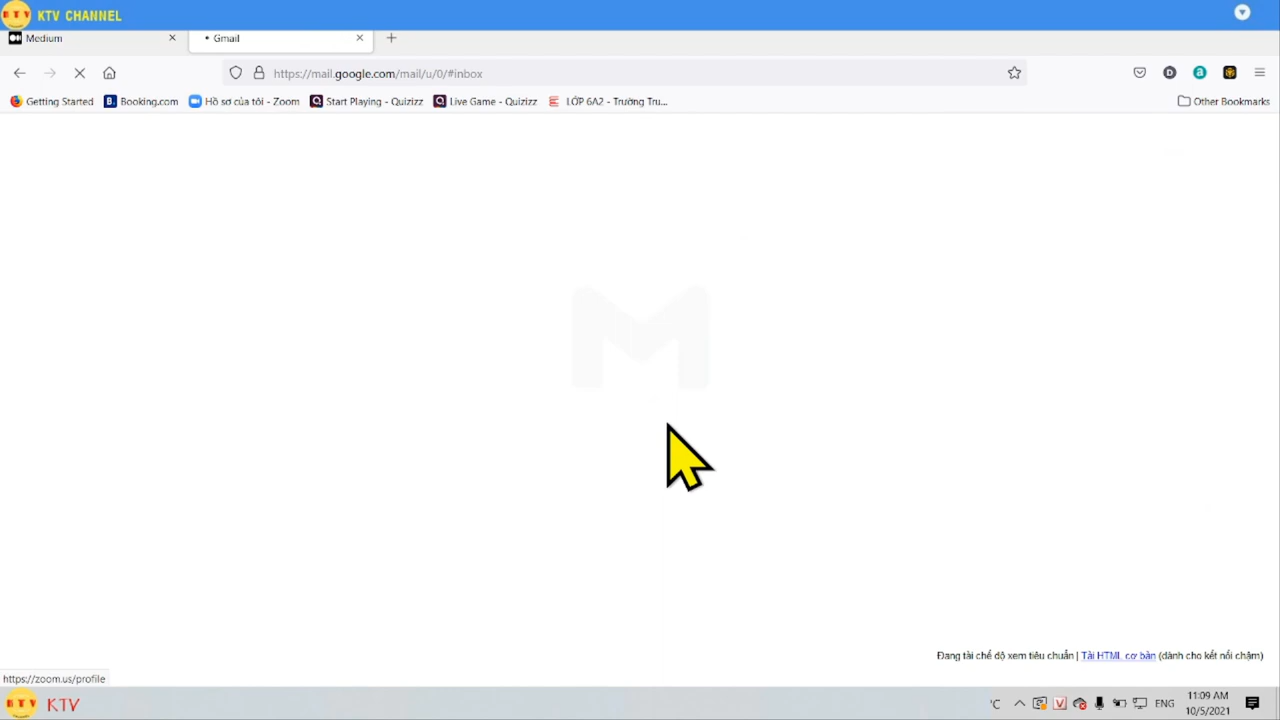 KTV KTV CHANNEL
Medium
Gmail
https://mail.google.com/mail/u/0/#inbox
Getting Started
B. Booking.com
Hồ sơ của tôi - Zoom
Start Playing - Quizizz
Live Game - Quizizz
LỚP 6A2 - Trường Tru...
Other Bookmarks
Đang tải chế độ xem tiêu chuẩn | Tải HTML cơ bản (dành cho kết nối chậm)
https://zoom.us/profile
KTV KTV
°C
ENG
11:09 AM
10/5/2021